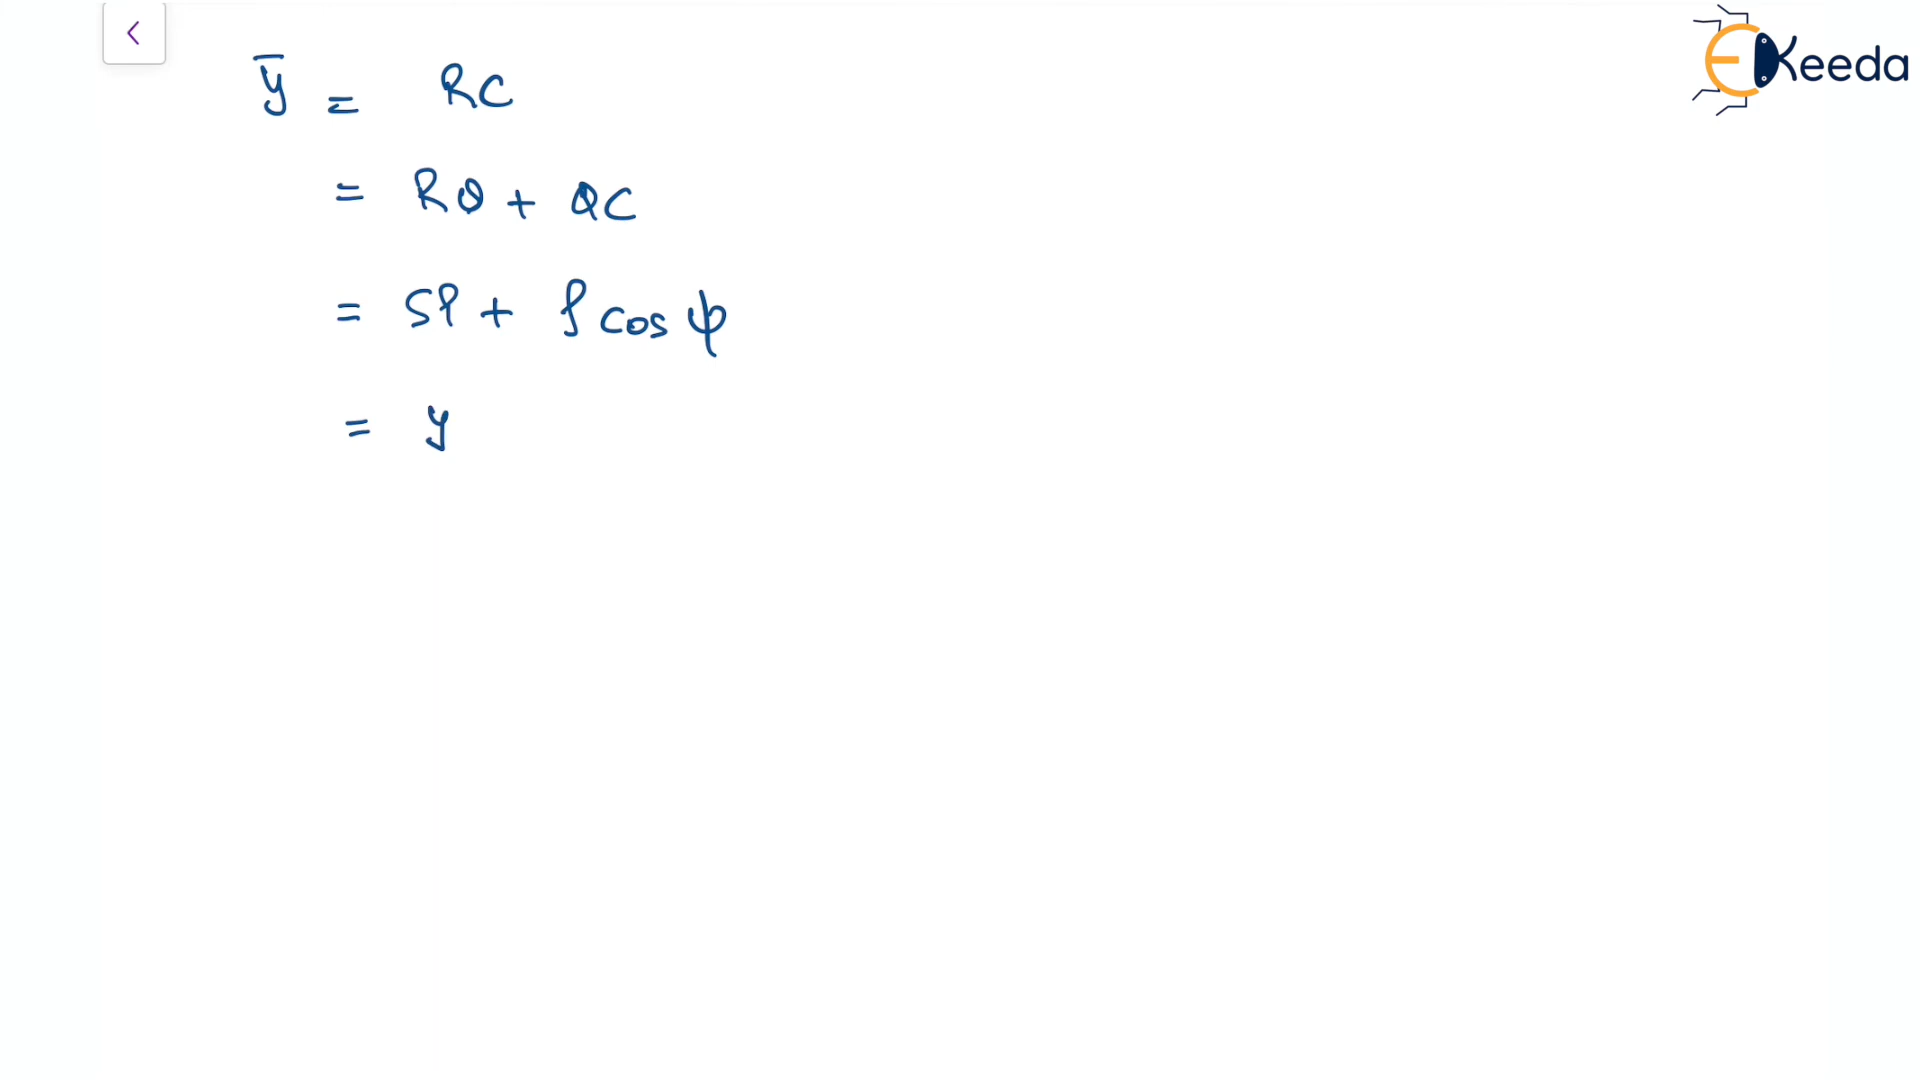 ȳ = RC
= RQ + QC
= SP + ρ cos ψ
= y
EKeeda